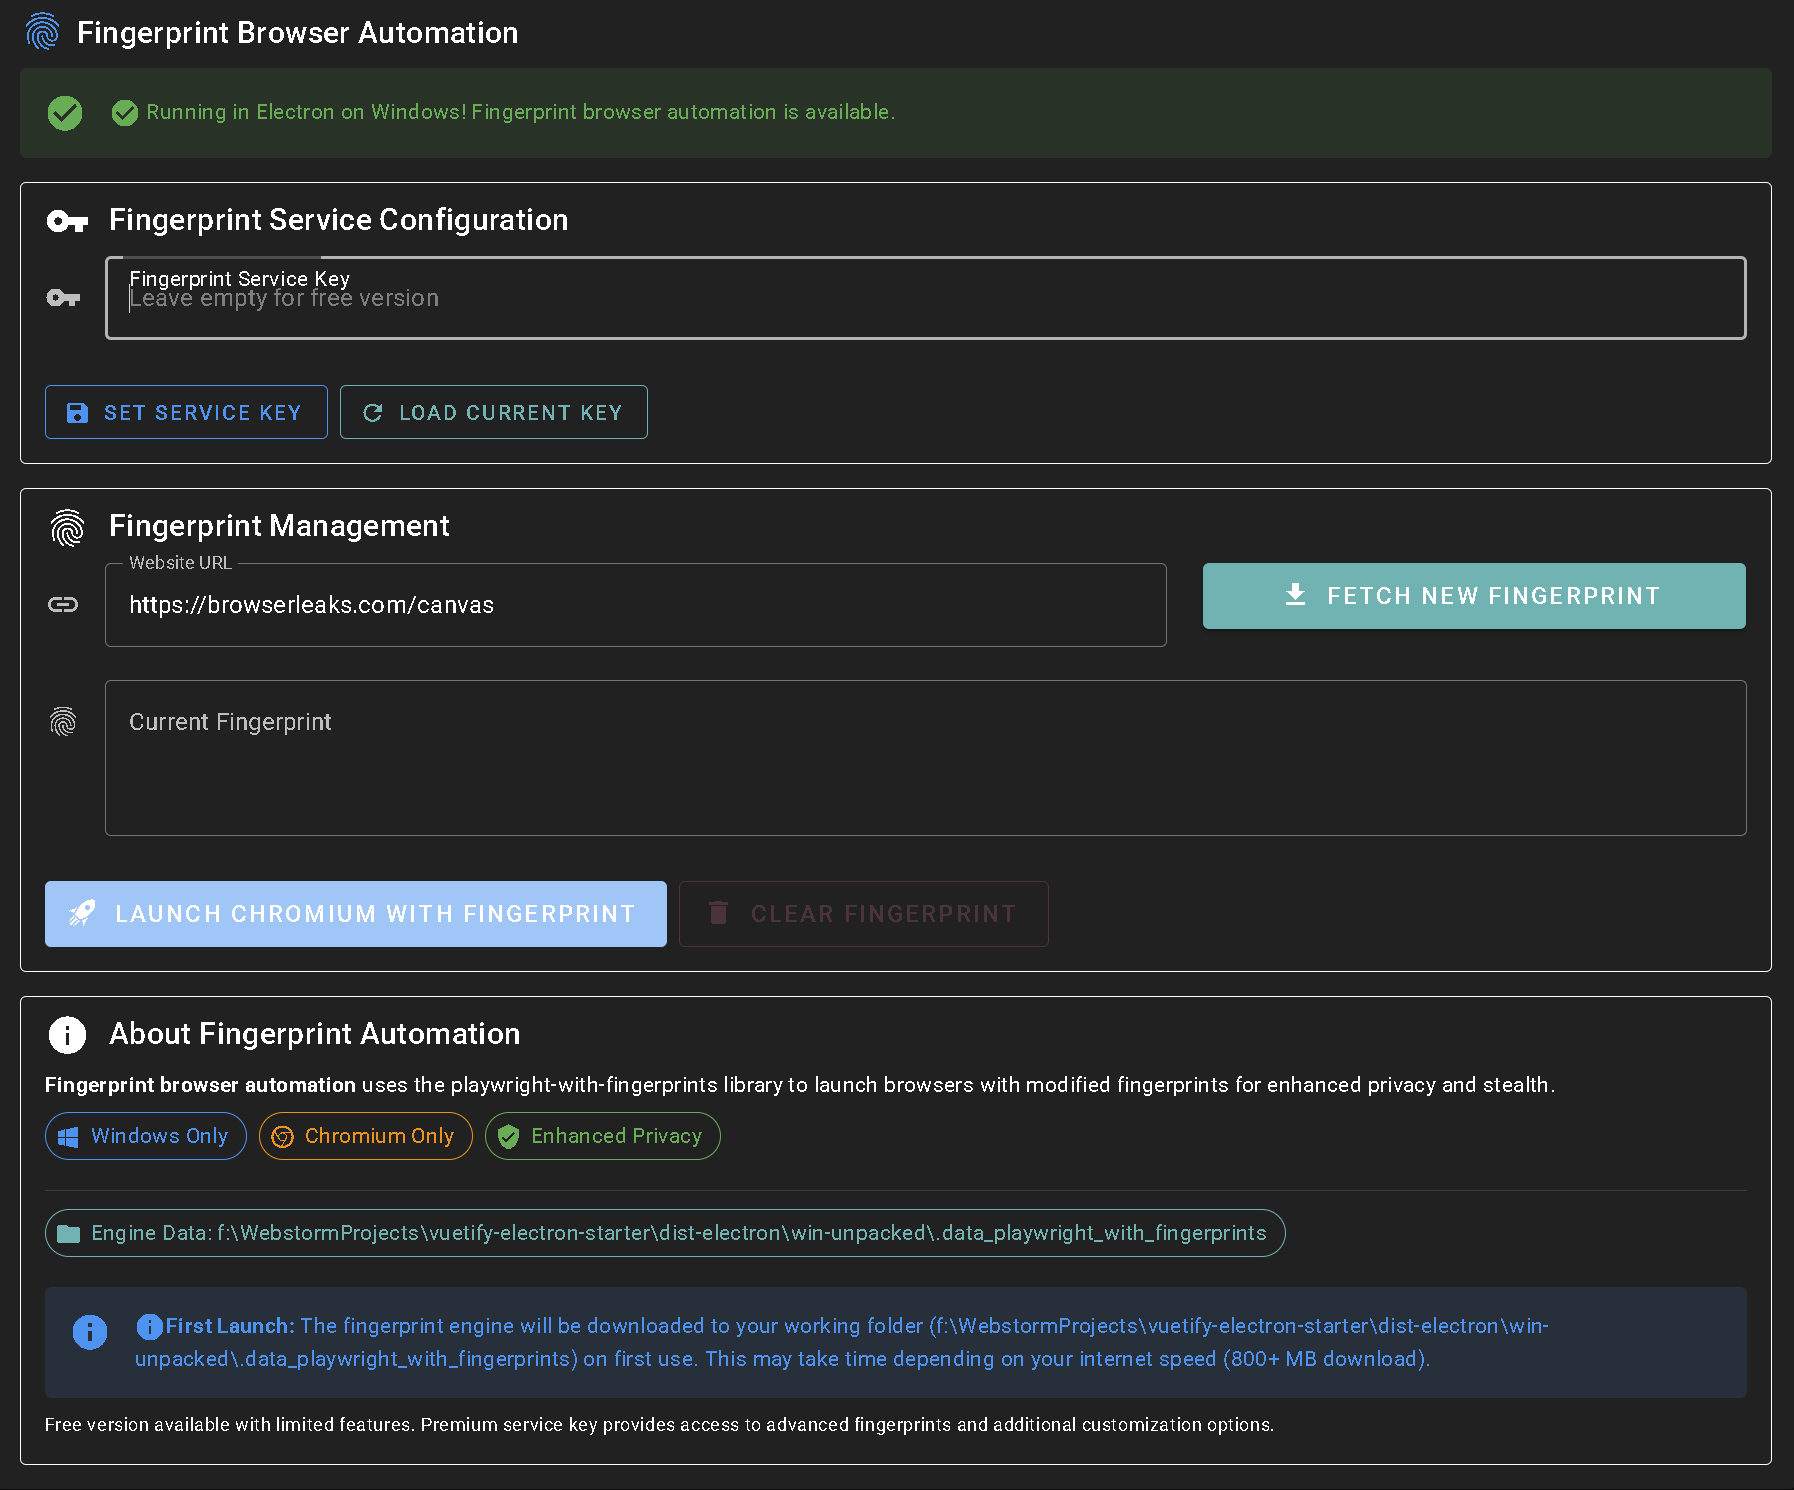 Fingerprint Browser Automation
Running in Electron on Windows! Fingerprint browser automation is available.
Fingerprint Service Configuration
Fingerprint Service Key
Leave empty for free version
SET SERVICE KEY
LOAD CURRENT KEY
Fingerprint Management
Website URL
https://browserleaks.com/canvas
FETCH NEW FINGERPRINT
Current Fingerprint
LAUNCH CHROMIUM WITH FINGERPRINT
CLEAR FINGERPRINT
About Fingerprint Automation
Fingerprint browser automation uses the playwright-with-fingerprints library to launch browsers with modified fingerprints for enhanced privacy and stealth.
Windows Only
Chromium Only
Enhanced Privacy
Engine Data: f:\WebstormProjects\vuetify-electron-starter\dist-electron\win-unpacked\.data_playwright_with_fingerprints
First Launch: The fingerprint engine will be downloaded to your working folder (f:\WebstormProjects\vuetify-electron-starter\dist-electron\win-
unpacked\.data_playwright_with_fingerprints) on first use. This may take time depending on your internet speed (800+ MB download).
Free version available with limited features. Premium service key provides access to advanced fingerprints and additional customization options.